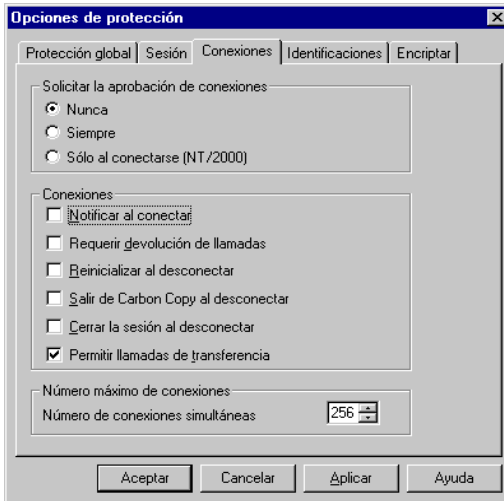 Opciones de protección
Protección global Sesión Conexiones Identificaciones Encriptar
Solicitar la aprobación de conexiones
Nunca
Siempre
Sólo al conectarse (NT/2000)
Conexiones
Notificar al conectar
Requerir devolución de llamadas
Reinicializar al desconectar
Salir de Carbon Copy al desconectar
Cerrar la sesión al desconectar
Permitir llamadas de transferencia
Número máximo de conexiones
Número de conexiones simultáneas 256
Aceptar Cancelar Aplicar Ayuda